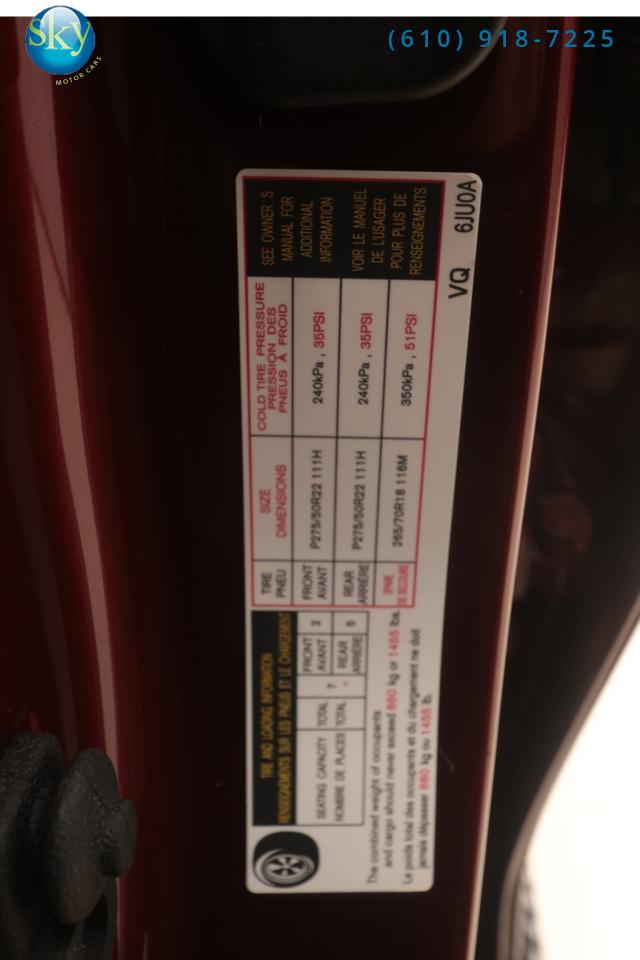 Sky
MOTOR CARS
(610) 918-7225
TIRE AND LOADING INFORMATION
RENSEIGNEMENTS SUR LES PNEUS ET LE CHARGEMENT
SEATING CAPACITY TOTAL 7 FRONT AVANT 2 REAR ARRIÈRE 5
NOMBRE DE PLACES TOTAL
The combined weight of occupants
and cargo should never exceed 660 kg or 1455 lbs.
Le poids total des occupants et du chargement ne doit
jamais dépasser 660 kg ou 1455 lb.
TIRE PNEU SIZE DIMENSIONS COLD TIRE PRESSURE PRESSION DES PNEUS À FROID
FRONT AVANT P275/50R22 111H 240kPa , 35PSI
REAR ARRIÈRE P275/50R22 111H 240kPa , 35PSI
SPARE DE SECOURS 265/70R18 116M 350kPa , 51PSI
SEE OWNER'S
MANUAL FOR
ADDITIONAL
INFORMATION
VOIR LE MANUEL
DE L'USAGER
POUR PLUS DE
RENSEIGNEMENTS
VQ 6JU0A